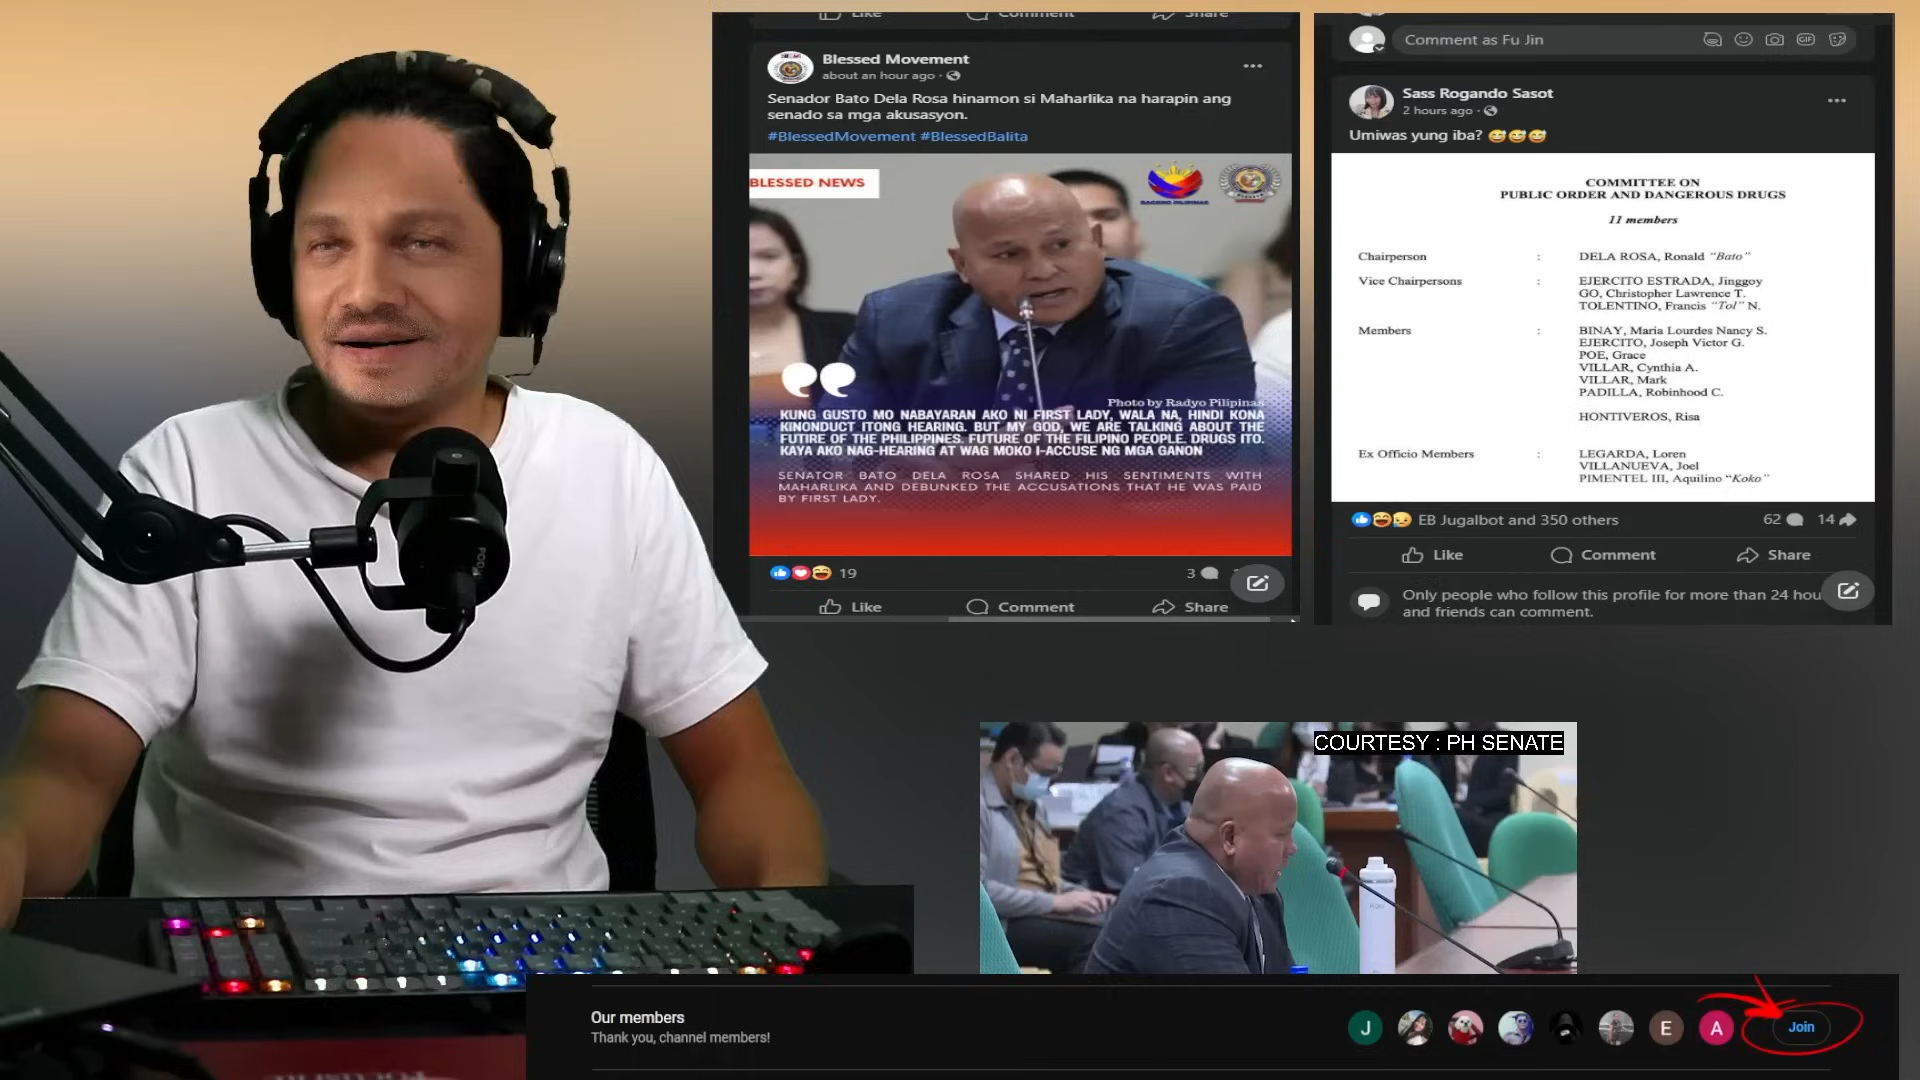 Like Comment Share
Blessed Movement
about an hour ago
Senador Bato Dela Rosa hinamon si Maharlika na harapin ang
senado sa mga akusasyon.
#BlessedMovement #BlessedBalita
BLESSED NEWS
Photo by Radyo Pilipinas
KUNG GUSTO MO NABAYARAN AKO NI FIRST LADY, WALA NA, HINDI KONA
KINONDUCT ITONG HEARING. BUT MY GOD, WE ARE TALKING ABOUT THE
FUTIRE OF THE PHILIPPINES. FUTURE OF THE FILIPINO PEOPLE. DRUGS ITO.
KAYA AKO NAG-HEARING AT WAG MOKO I-ACCUSE NG MGA GANON
SENATOR BATO DELA ROSA SHARED HIS SENTIMENTS WITH
MAHARLIKA AND DEBUNKED THE ACCUSATIONS THAT HE WAS PAID
BY FIRST LADY.
19
3
Like Comment Share
Comment as Fu Jin
GIF
Sass Rogando Sasot
2 hours ago
Umiwas yung iba? 😅😅😅
COMMITTEE ON
PUBLIC ORDER AND DANGEROUS DRUGS
11 members
Chairperson : DELA ROSA, Ronald "Bato"
Vice Chairpersons : EJERCITO ESTRADA, Jinggoy
GO, Christopher Lawrence T.
TOLENTINO, Francis "Tol" N.
Members : BINAY, Maria Lourdes Nancy S.
EJERCITO, Joseph Victor G.
POE, Grace
VILLAR, Cynthia A.
VILLAR, Mark
PADILLA, Robinhood C.
HONTIVEROS, Risa
Ex Officio Members : LEGARDA, Loren
VILLANUEVA, Joel
PIMENTEL III, Aquilino "Koko"
EB Jugalbot and 350 others
62 14
Like Comment Share
Only people who follow this profile for more than 24 hou
and friends can comment.
COURTESY : PH SENATE
Our members
Thank you, channel members!
J E A
Join